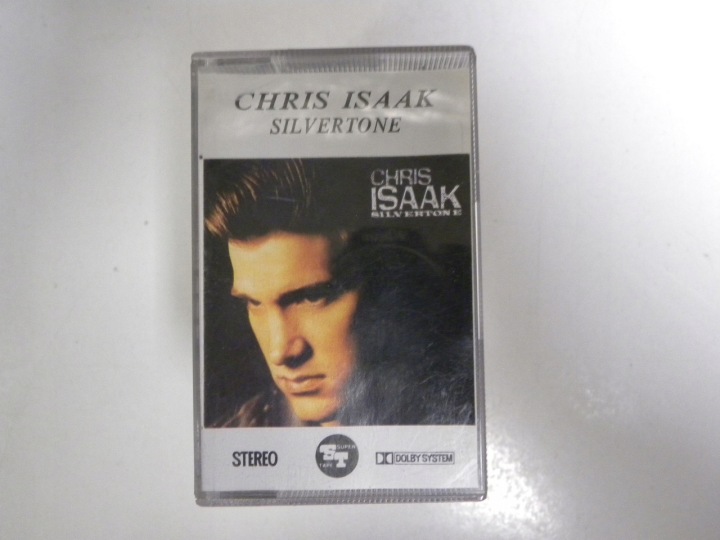 CHRIS ISAAK
SILVERTONE
CHRIS
ISAAK
SILVERTONE
STEREO
SUPER
ST
TAPE
DOLBY SYSTEM